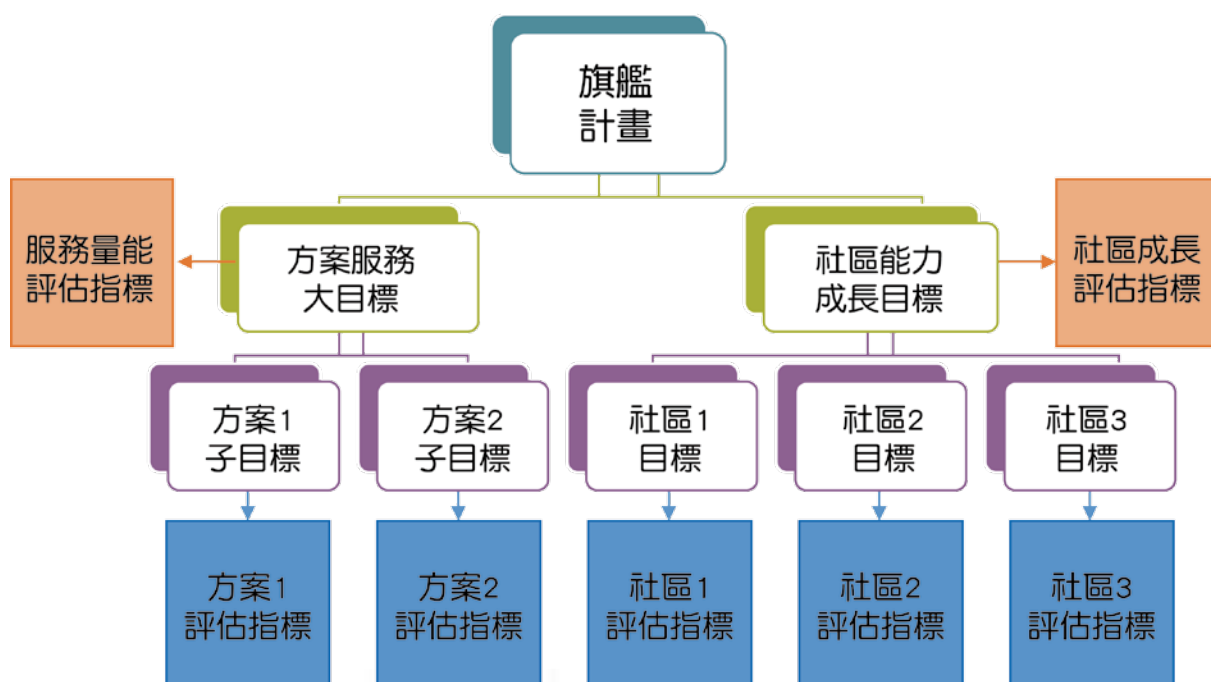 旗艦
計畫
服務量能
評估指標
方案服務
大目標
社區能力
成長目標
社區成長
評估指標
方案1
子目標
方案2
子目標
社區1
目標
社區2
目標
社區3
目標
方案1
評估指標
方案2
評估指標
社區1
評估指標
社區2
評估指標
社區3
評估指標